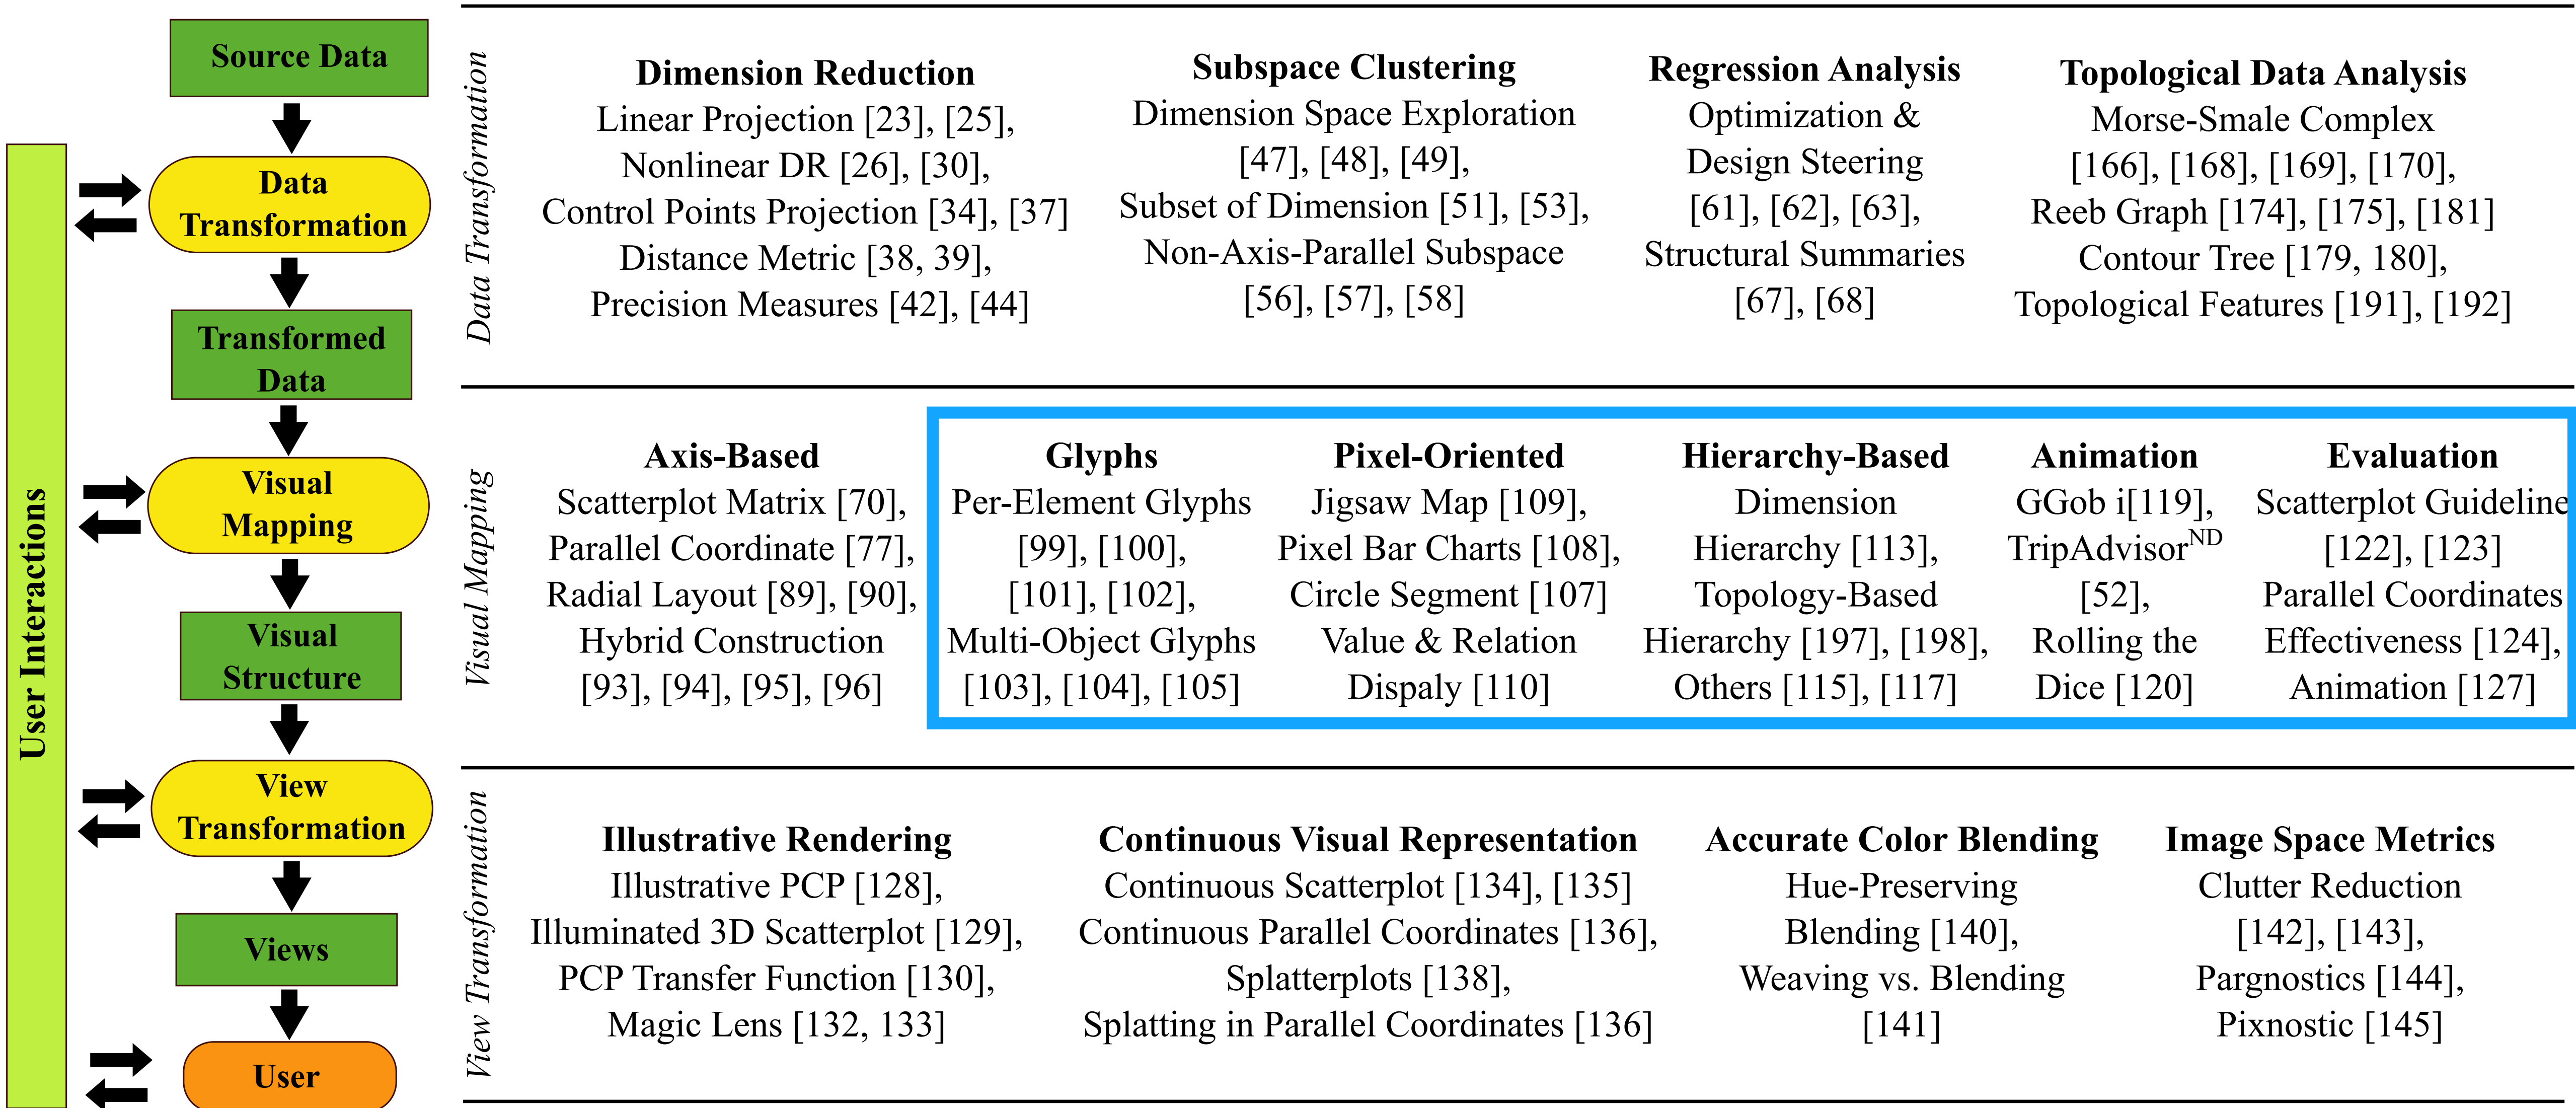 Source Data
Data
Transformation
Transformed
Data
Visual
Mapping
Visual
Structure
View
Transformation
Views
User
User Interactions
Data Transformation
Dimension Reduction
Linear Projection [23], [25],
Nonlinear DR [26], [30],
Control Points Projection [34], [37]
Distance Metric [38, 39],
Precision Measures [42], [44]
Subspace Clustering
Dimension Space Exploration
[47], [48], [49],
Subset of Dimension [51], [53],
Non-Axis-Parallel Subspace
[56], [57], [58]
Regression Analysis
Optimization &
Design Steering
[61], [62], [63],
Structural Summaries
[67], [68]
Topological Data Analysis
Morse-Smale Complex
[166], [168], [169], [170],
Reeb Graph [174], [175], [181]
Contour Tree [179, 180],
Topological Features [191], [192]
Visual Mapping
Axis-Based
Scatterplot Matrix [70],
Parallel Coordinate [77],
Radial Layout [89], [90],
Hybrid Construction
[93], [94], [95], [96]
Glyphs
Per-Element Glyphs
[99], [100],
[101], [102],
Multi-Object Glyphs
[103], [104], [105]
Pixel-Oriented
Jigsaw Map [109],
Pixel Bar Charts [108],
Circle Segment [107]
Value & Relation
Dispaly [110]
Hierarchy-Based
Dimension
Hierarchy [113],
Topology-Based
Hierarchy [197], [198],
Others [115], [117]
Animation
GGob i[119],
TripAdvisorND
[52],
Rolling the
Dice [120]
Evaluation
Scatterplot Guideline
[122], [123]
Parallel Coordinates
Effectiveness [124],
Animation [127]
View Transformation
Illustrative Rendering
Illustrative PCP [128],
Illuminated 3D Scatterplot [129],
PCP Transfer Function [130],
Magic Lens [132, 133]
Continuous Visual Representation
Continuous Scatterplot [134], [135]
Continuous Parallel Coordinates [136],
Splatterplots [138],
Splatting in Parallel Coordinates [136]
Accurate Color Blending
Hue-Preserving
Blending [140],
Weaving vs. Blending
[141]
Image Space Metrics
Clutter Reduction
[142], [143],
Pargnostics [144],
Pixnostic [145]